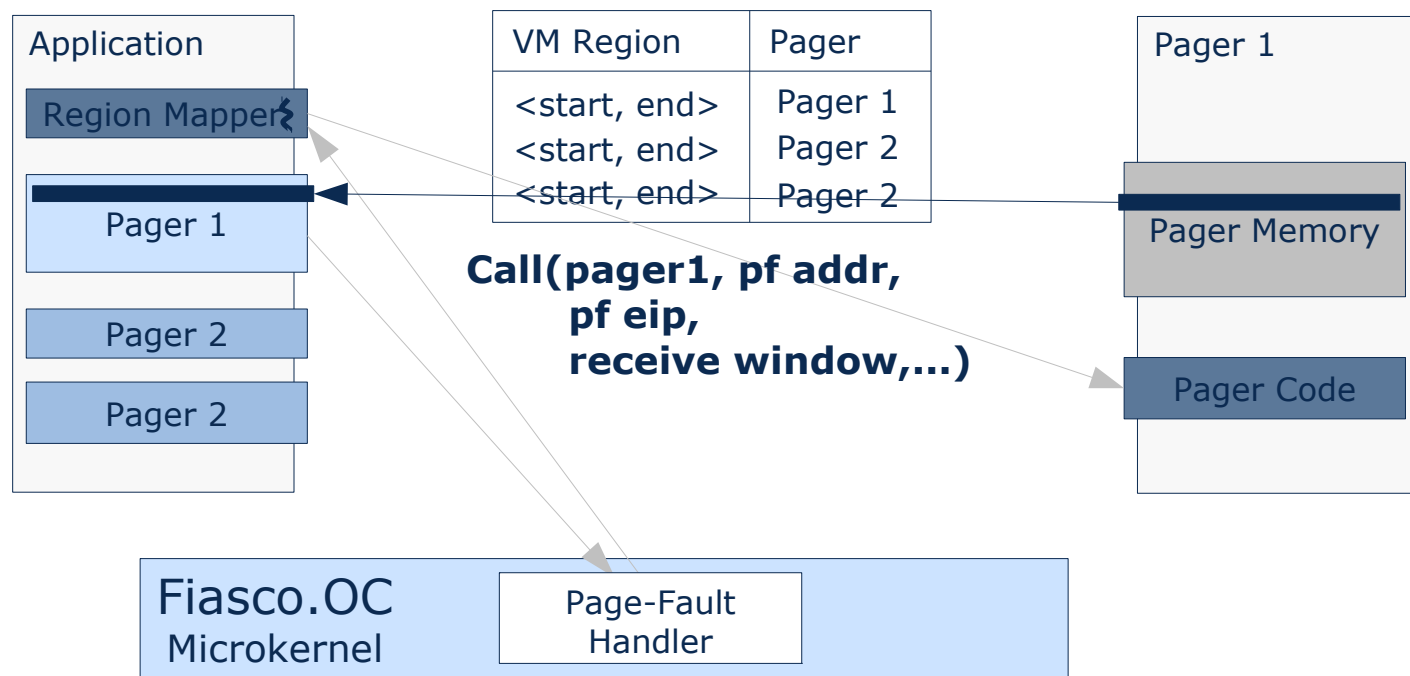 Application
Region Mapper
Pager 1
Pager 2
Pager 2
VM Region Pager
<start, end> Pager 1
<start, end> Pager 2
<start, end> Pager 2
Call(pager1, pf addr,
pf eip,
receive window,...)
Pager 1
Pager Memory
Pager Code
Fiasco.OC
Microkernel
Page-Fault
Handler